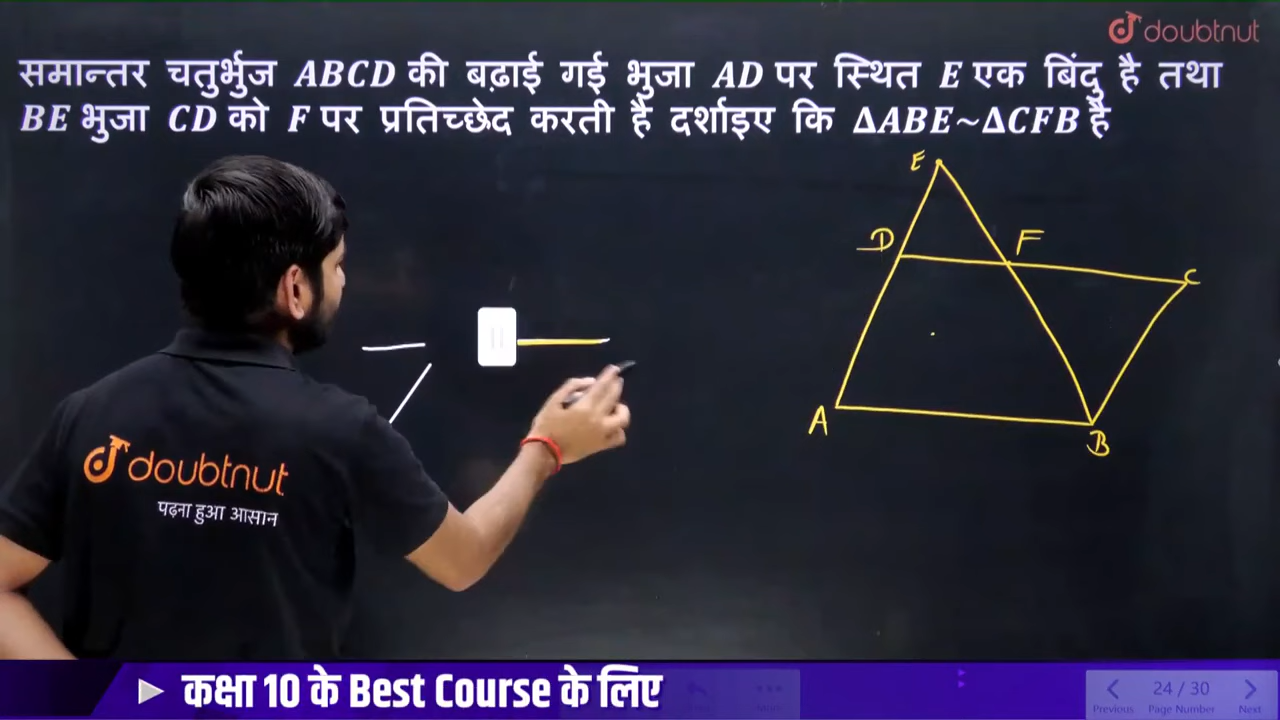 doubtnut
समान्तर चतुर्भुज ABCD की बढ़ाई गई भुजा AD पर स्थित E एक बिंदु है तथा
BE भुजा CD को F पर प्रतिच्छेद करती है दर्शाइए कि ΔABE~ΔCFB है
E
D
F
C
A
B
doubtnut
पढ़ना हुआ आसान
कक्षा 10 के Best Course के लिए
24 / 30
Previous Page Number Next